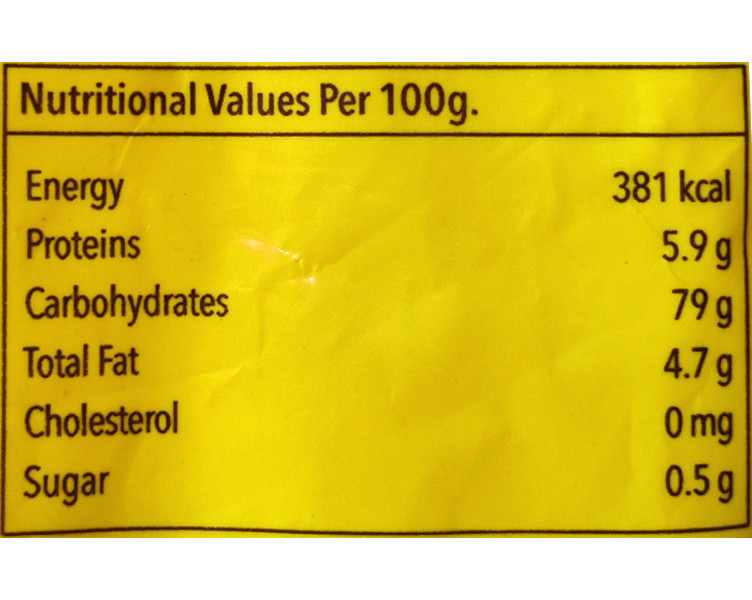 Nutritional Values Per 100g.
Energy 381 kcal
Proteins 5.9 g
Carbohydrates 79 g
Total Fat 4.7 g
Cholesterol 0 mg
Sugar 0.5 g